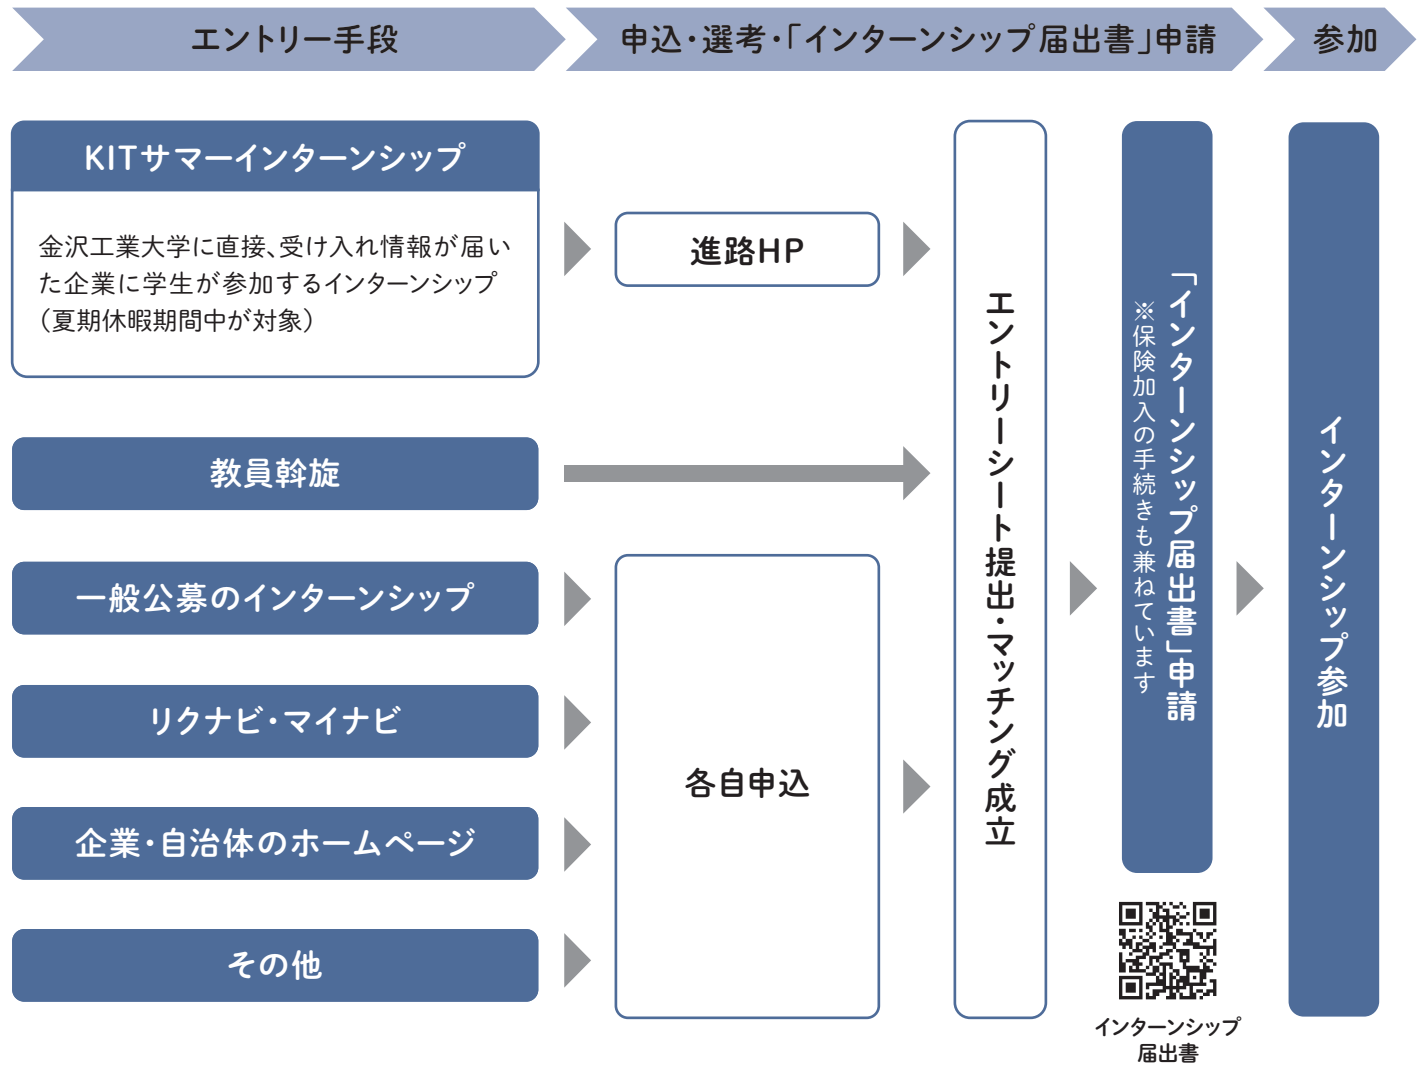 エントリー手段
申込・選考・「インターンシップ届出書」申請
参加
KITサマーインターンシップ
金沢工業大学に直接、受け入れ情報が届い
た企業に学生が参加するインターンシップ
（夏期休暇期間中が対象）
進路HP
教員斡旋
一般公募のインターンシップ
リクナビ・マイナビ
企業・自治体のホームページ
その他
各自申込
エントリーシート提出・マッチング成立
「インターンシップ届出書」申請
※保険加入の手続きも兼ねています
インターンシップ
届出書
インターンシップ参加